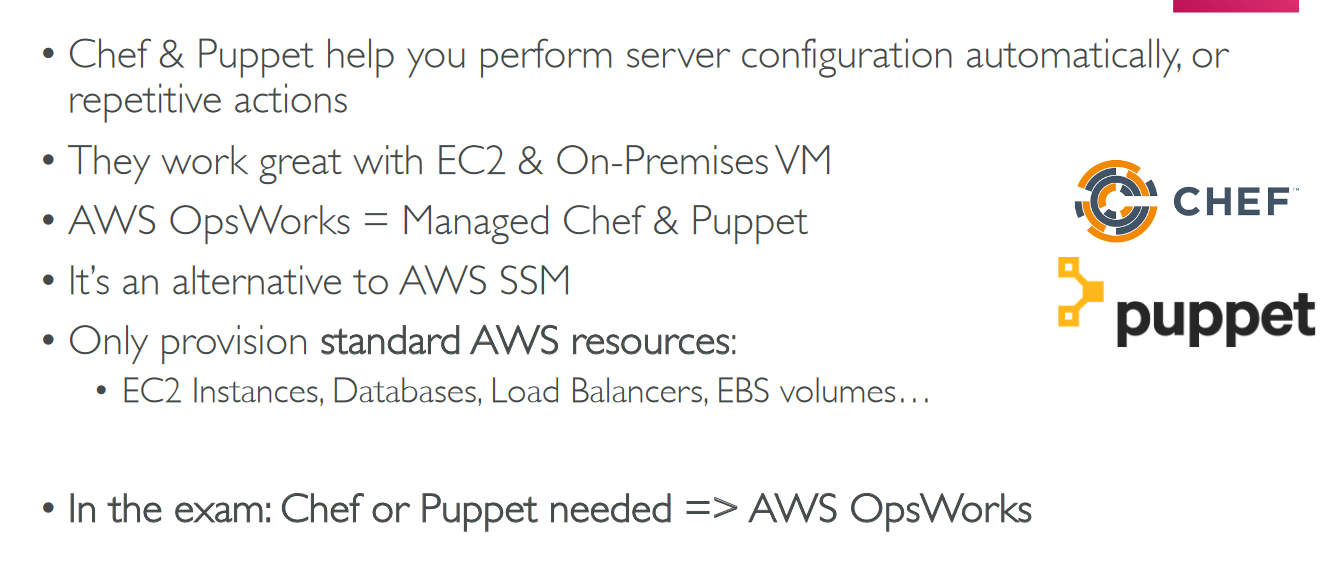 • Chef & Puppet help you perform server configuration automatically, or
repetitive actions
• They work great with EC2 & On-Premises VM
• AWS OpsWorks = Managed Chef & Puppet
• It's an alternative to AWS SSM
• Only provision standard AWS resources:
• EC2 Instances, Databases, Load Balancers, EBS volumes…
• In the exam: Chef or Puppet needed => AWS OpsWorks
CHEF™
puppet